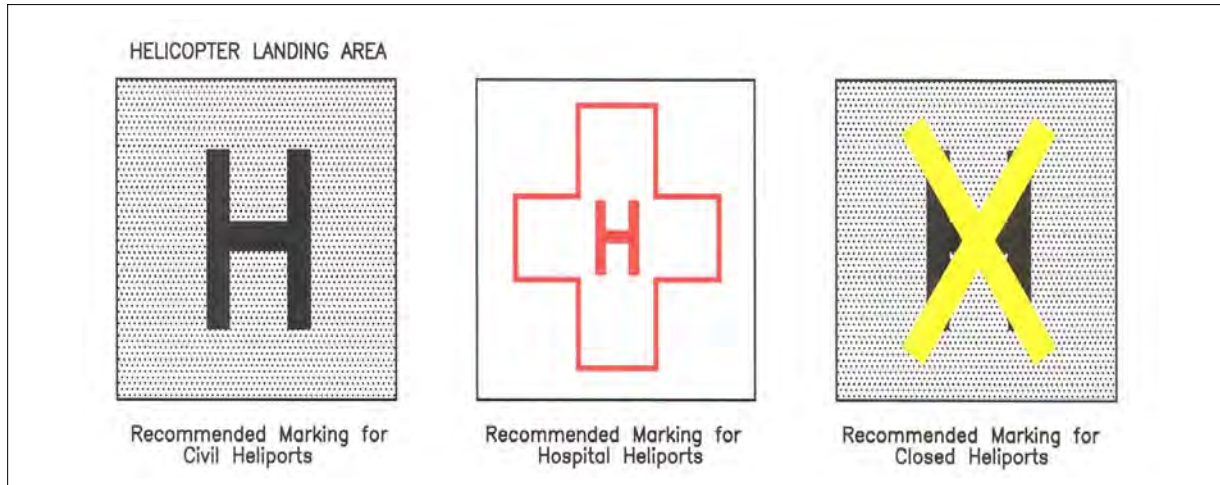 HELICOPTER LANDING AREA
H
H
H
X
Recommended Marking for
Civil Heliports
Recommended Marking for
Hospital Heliports
Recommended Marking for
Closed Heliports